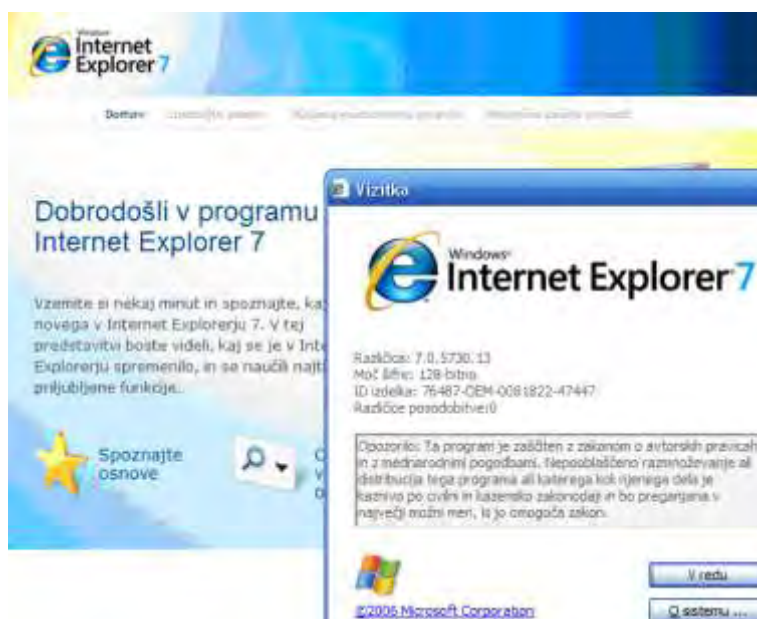 Windows
Internet
Explorer 7
Domov
Dobrodošli v programu
Internet Explorer 7
Vzemite si nekaj minut in spoznajte, ka
novega v Internet Explorerju 7. V tej
predstavitvi boste videli, kaj se je v Inte
Explorerju spremenilo, in se naučili najti
priljubljene funkcije.
Spoznajte
osnove
Vizitka
Windows
Internet Explorer 7
Različica: 7.0.5730.13
Moč šifre: 128-bitna
ID izdelka: 76487-OEM-0081822-47447
Različice posodobitve:0
Opozorilo: Ta program je zaščiten z zakonom o avtorskih pravicah
in z mednarodnimi pogodbami. Nepooblaščeno razmnoževanje ali
distribucija tega programa ali katerega koli njenega dela je
kaznivo po civilni in kazensko zakonodaji in bo preganjana v
največji možni meri, ki jo omogoča zakon.
©2006 Microsoft Corporation
V redu
O sistemu ...